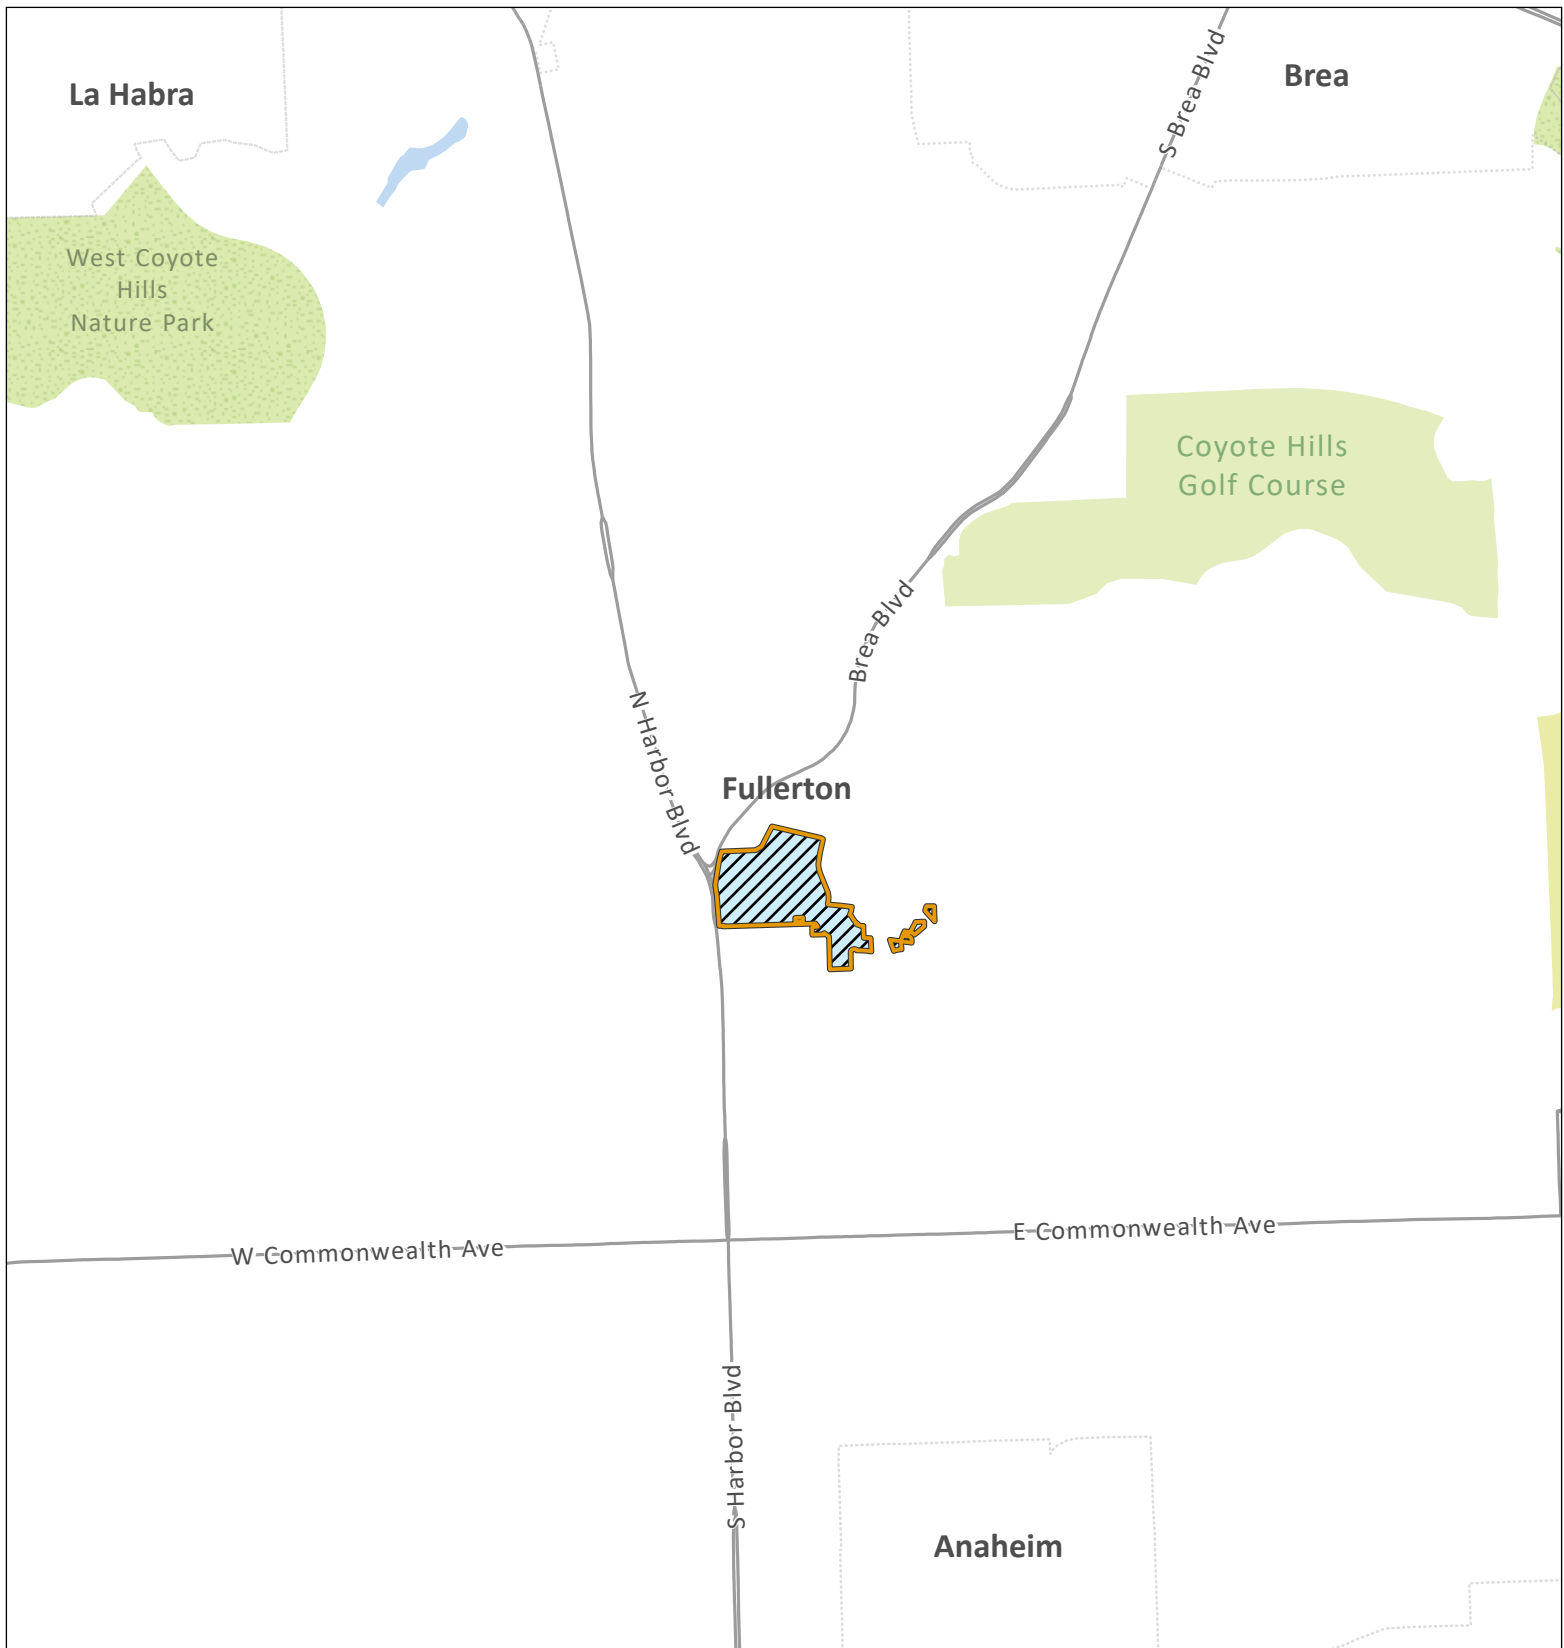 La Habra
Brea
S Brea Blvd
West Coyote
Hills
Nature Park
Coyote Hills
Golf Course
Brea Blvd
N Harbor Blvd
Fullerton
W Commonwealth Ave
E Commonwealth Ave
S Harbor Blvd
Anaheim